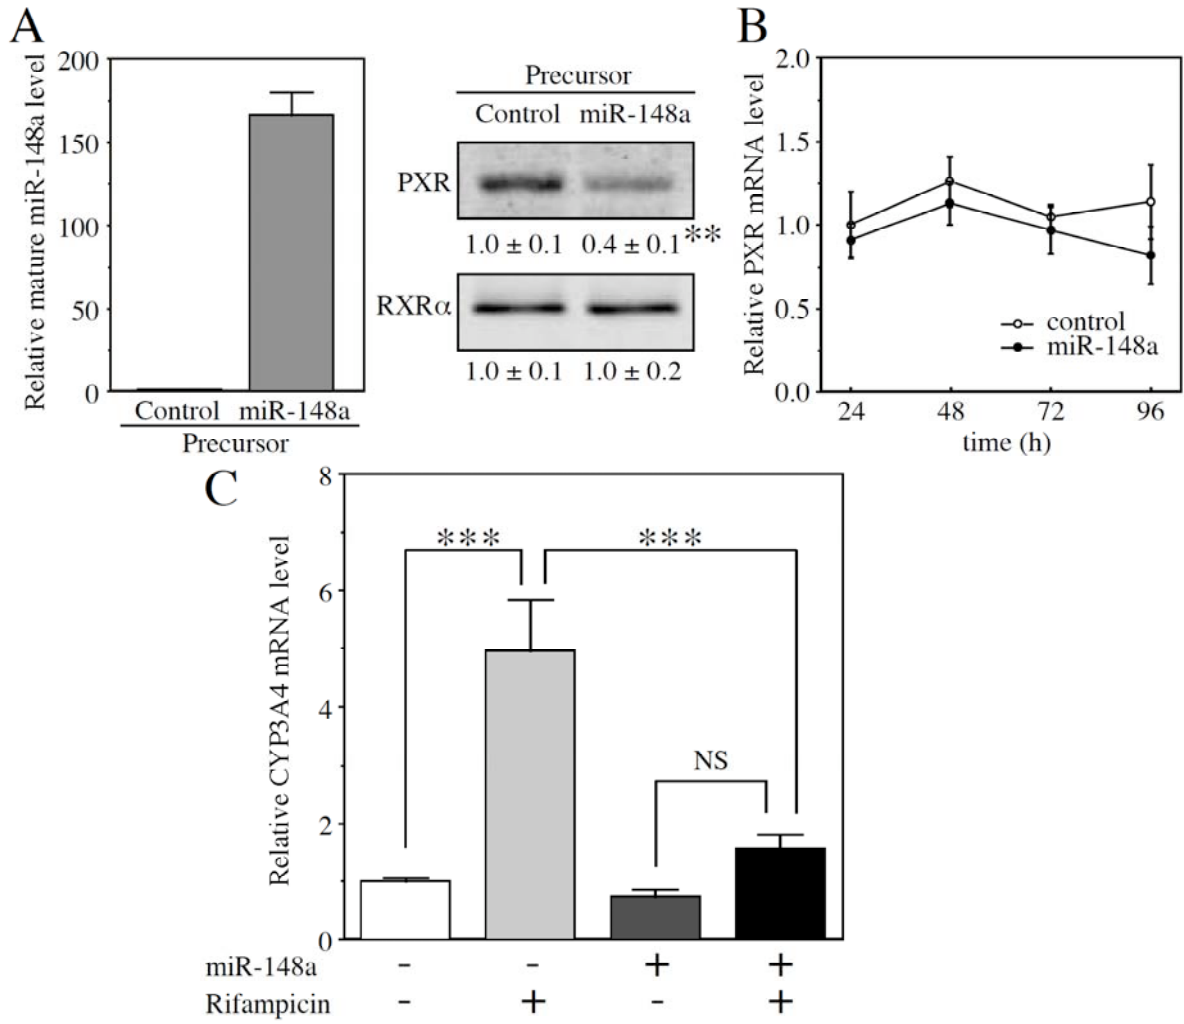 A
Relative mature miR-148a level
200
150
100
50
0
Control miR-148a
Precursor
Precursor
Control miR-148a
PXR
1.0 ± 0.1 0.4 ± 0.1**
RXRα
1.0 ± 0.1 1.0 ± 0.2
B
Relative PXR mRNA level
2.0
1.5
1.0
0.5
0.0
control
miR-148a
24 48 72 96
time (h)
C
Relative CYP3A4 mRNA level
8
6
4
2
0
*** ***
NS
miR-148a - - + +
Rifampicin - + - +